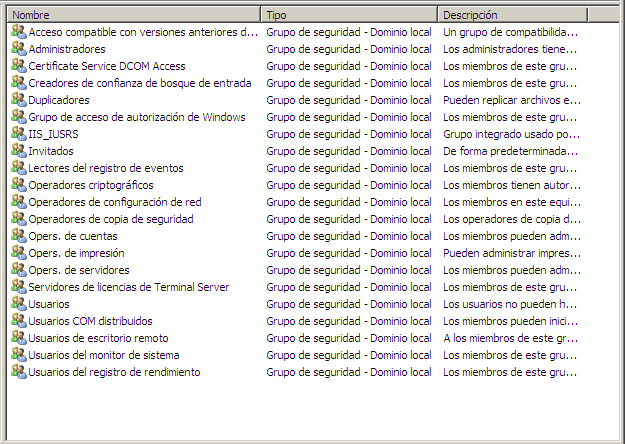 Nombre Tipo Descripción
Acceso compatible con versiones anteriores d... Grupo de seguridad - Dominio local Un grupo de compatibilida...
Administradores Grupo de seguridad - Dominio local Los administradores tiene...
Certificate Service DCOM Access Grupo de seguridad - Dominio local Los miembros de este gru...
Creadores de confianza de bosque de entrada Grupo de seguridad - Dominio local Los miembros de este gru...
Duplicadores Grupo de seguridad - Dominio local Pueden replicar archivos e...
Grupo de acceso de autorización de Windows Grupo de seguridad - Dominio local Los miembros de este gru...
IIS_IUSRS Grupo de seguridad - Dominio local Grupo integrado usado po...
Invitados Grupo de seguridad - Dominio local De forma predeterminada...
Lectores del registro de eventos Grupo de seguridad - Dominio local Los miembros de este gru...
Operadores criptográficos Grupo de seguridad - Dominio local Los miembros tienen autor...
Operadores de configuración de red Grupo de seguridad - Dominio local Los miembros en este equi...
Operadores de copia de seguridad Grupo de seguridad - Dominio local Los operadores de copia d...
Opers. de cuentas Grupo de seguridad - Dominio local Los miembros pueden adm...
Opers. de impresión Grupo de seguridad - Dominio local Pueden administrar impres...
Opers. de servidores Grupo de seguridad - Dominio local Los miembros pueden adm...
Servidores de licencias de Terminal Server Grupo de seguridad - Dominio local Los miembros de este gru...
Usuarios Grupo de seguridad - Dominio local Los usuarios no pueden h...
Usuarios COM distribuidos Grupo de seguridad - Dominio local Los miembros pueden inici...
Usuarios de escritorio remoto Grupo de seguridad - Dominio local A los miembros de este gr...
Usuarios del monitor de sistema Grupo de seguridad - Dominio local Los miembros de este gru...
Usuarios del registro de rendimiento Grupo de seguridad - Dominio local Los miembros de este gru...